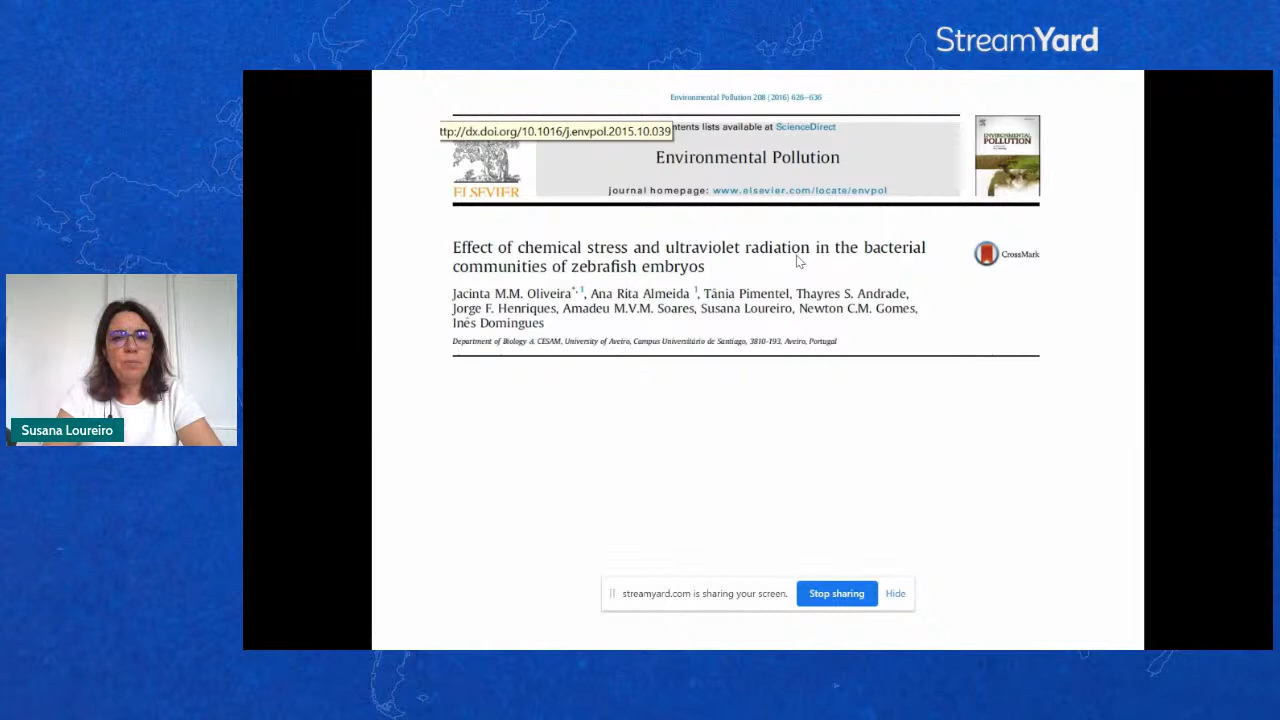 StreamYard
Environmental Pollution 208 (2016) 626–636
ttp://dx.doi.org/10.1016/j.envpol.2015.10.039
ntents lists available at ScienceDirect
Environmental Pollution
journal homepage: www.elsevier.com/locate/envpol
ELSEVIER
ENVIRONMENTAL
POLLUTION
Effect of chemical stress and ultraviolet radiation in the bacterial
communities of zebrafish embryos
CrossMark
Jacinta M.M. Oliveira*, 1, Ana Rita Almeida 1, Tânia Pimentel, Thayres S. Andrade,
Jorge F. Henriques, Amadeu M.V.M. Soares, Susana Loureiro, Newton C.M. Gomes,
Inês Domingues
Department of Biology & CESAM, University of Aveiro, Campus Universitário de Santiago, 3810-193, Aveiro, Portugal
Susana Loureiro
streamyard.com is sharing your screen.
Stop sharing
Hide